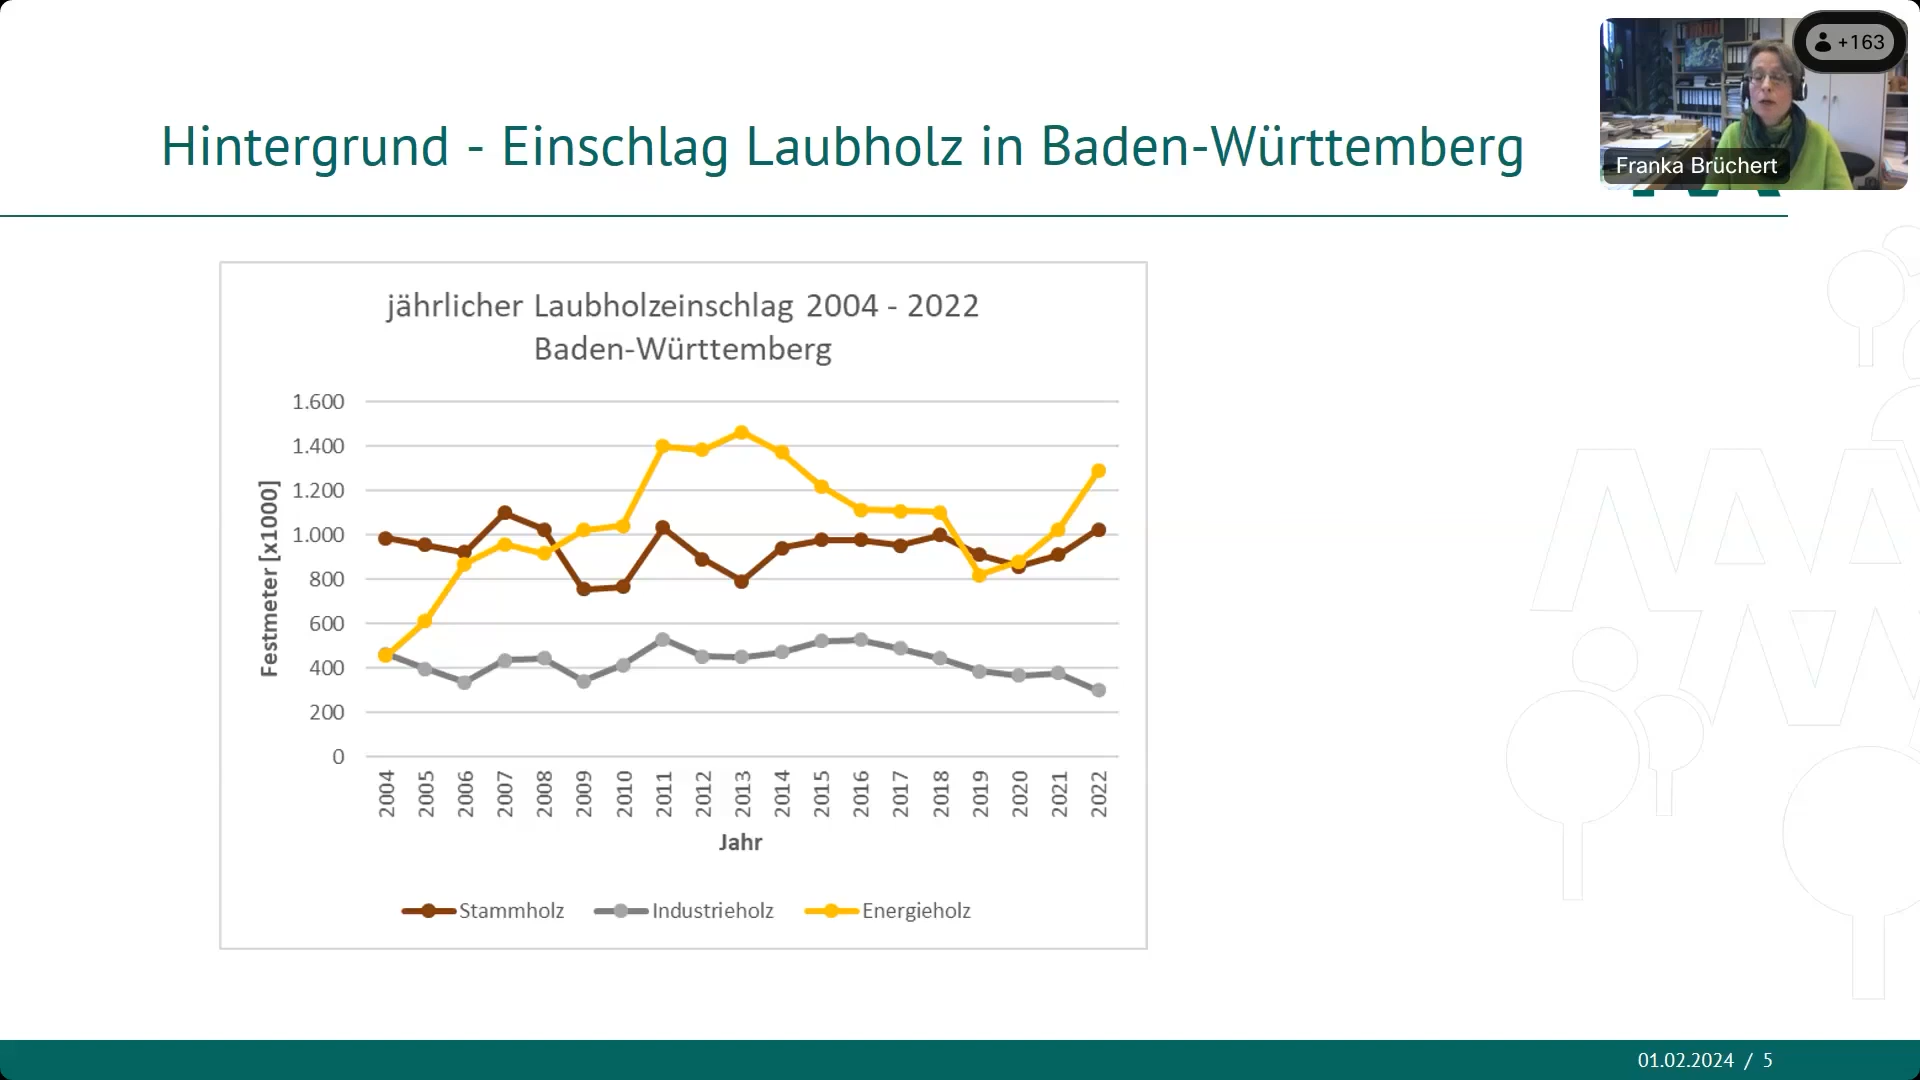 +163
Franka Brüchert
Hintergrund - Einschlag Laubholz in Baden-Württemberg
jährlicher Laubholzeinschlag 2004 - 2022
Baden-Württemberg
Festmeter [x1000]
1.600
1.400
1.200
1.000
800
600
400
200
0
2004 2005 2006 2007 2008 2009 2010 2011 2012 2013 2014 2015 2016 2017 2018 2019 2020 2021 2022
Jahr
Stammholz Industrieholz Energieholz
01.02.2024 / 5